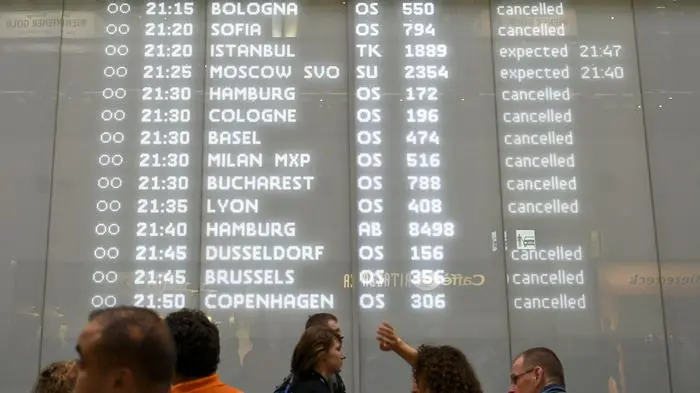 21:15 BOLOGNA OS 550 cancelled
21:20 SOFIA OS 794 cancelled
21:20 ISTANBUL TK 1889 expected 21:47
21:25 MOSCOW SVO SU 2354 expected 21:40
21:30 HAMBURG OS 172 cancelled
21:30 COLOGNE OS 196 cancelled
21:30 BASEL OS 474 cancelled
21:30 MILAN MXP OS 516 cancelled
21:30 BUCHAREST OS 788 cancelled
21:35 LYON OS 408 cancelled
21:40 HAMBURG AB 8498
21:45 DUSSELDORF OS 156 cancelled
21:45 BRUSSELS OS 356 cancelled
21:50 COPENHAGEN OS 306 cancelled